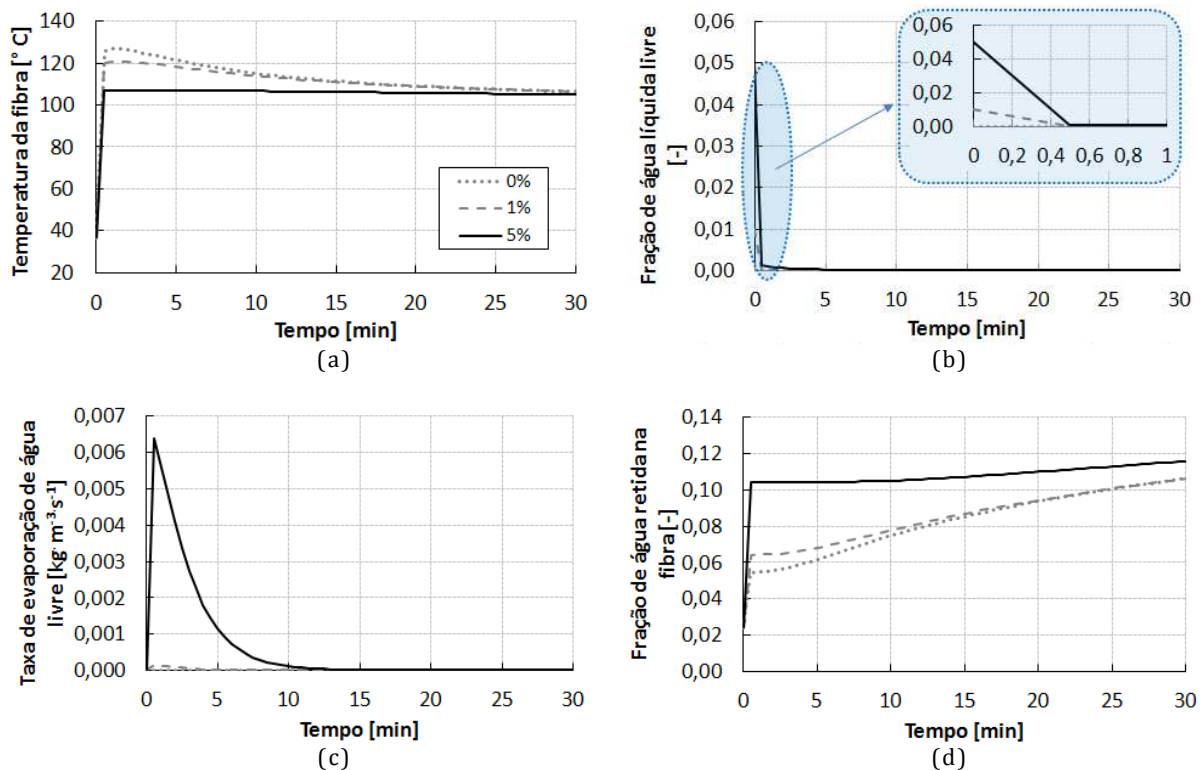 Temperatura da fibra [° C]
140
120
100
80
60
40
20
0%
1%
5%
0 5 10 15 20 25 30
Tempo [min]
(a)
Fração de água líquida livre
[-]
0,06
0,05
0,04
0,03
0,02
0,01
0,00
0,06
0,04
0,02
0,00
0 0,2 0,4 0,6 0,8 1
0 5 10 15 20 25 30
Tempo [min]
(b)
Taxa de evaporação de água
livre [kg· m⁻³·s⁻¹]
0,007
0,006
0,005
0,004
0,003
0,002
0,001
0,000
0 5 10 15 20 25 30
Tempo [min]
(c)
Fração de água retida na
fibra [-]
0,14
0,12
0,10
0,08
0,06
0,04
0,02
0,00
0 5 10 15 20 25 30
Tempo [min]
(d)